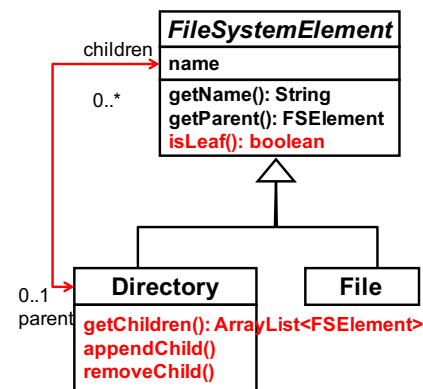 FileSystemElement
children
name
0..*
getName(): String
getParent(): FSElement
isLeaf(): boolean
Directory
File
0..1
parent
getChildren(): ArrayList<FSElement>
appendChild()
removeChild()